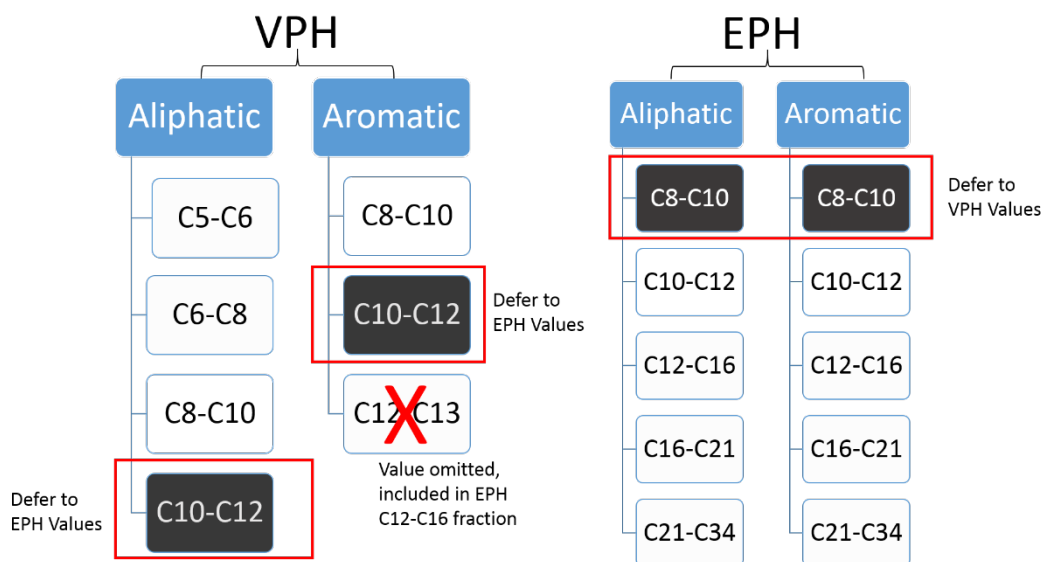 VPH
Aliphatic
Aromatic
C5-C6
C6-C8
C8-C10
C10-C12
Defer to
EPH Values
C8-C10
C10-C12
Defer to
EPH Values
C12-C13
X
Value omitted,
included in EPH
C12-C16 fraction
EPH
Aliphatic
Aromatic
C8-C10
C10-C12
C12-C16
C16-C21
C21-C34
C8-C10
Defer to
VPH Values
C10-C12
C12-C16
C16-C21
C21-C34